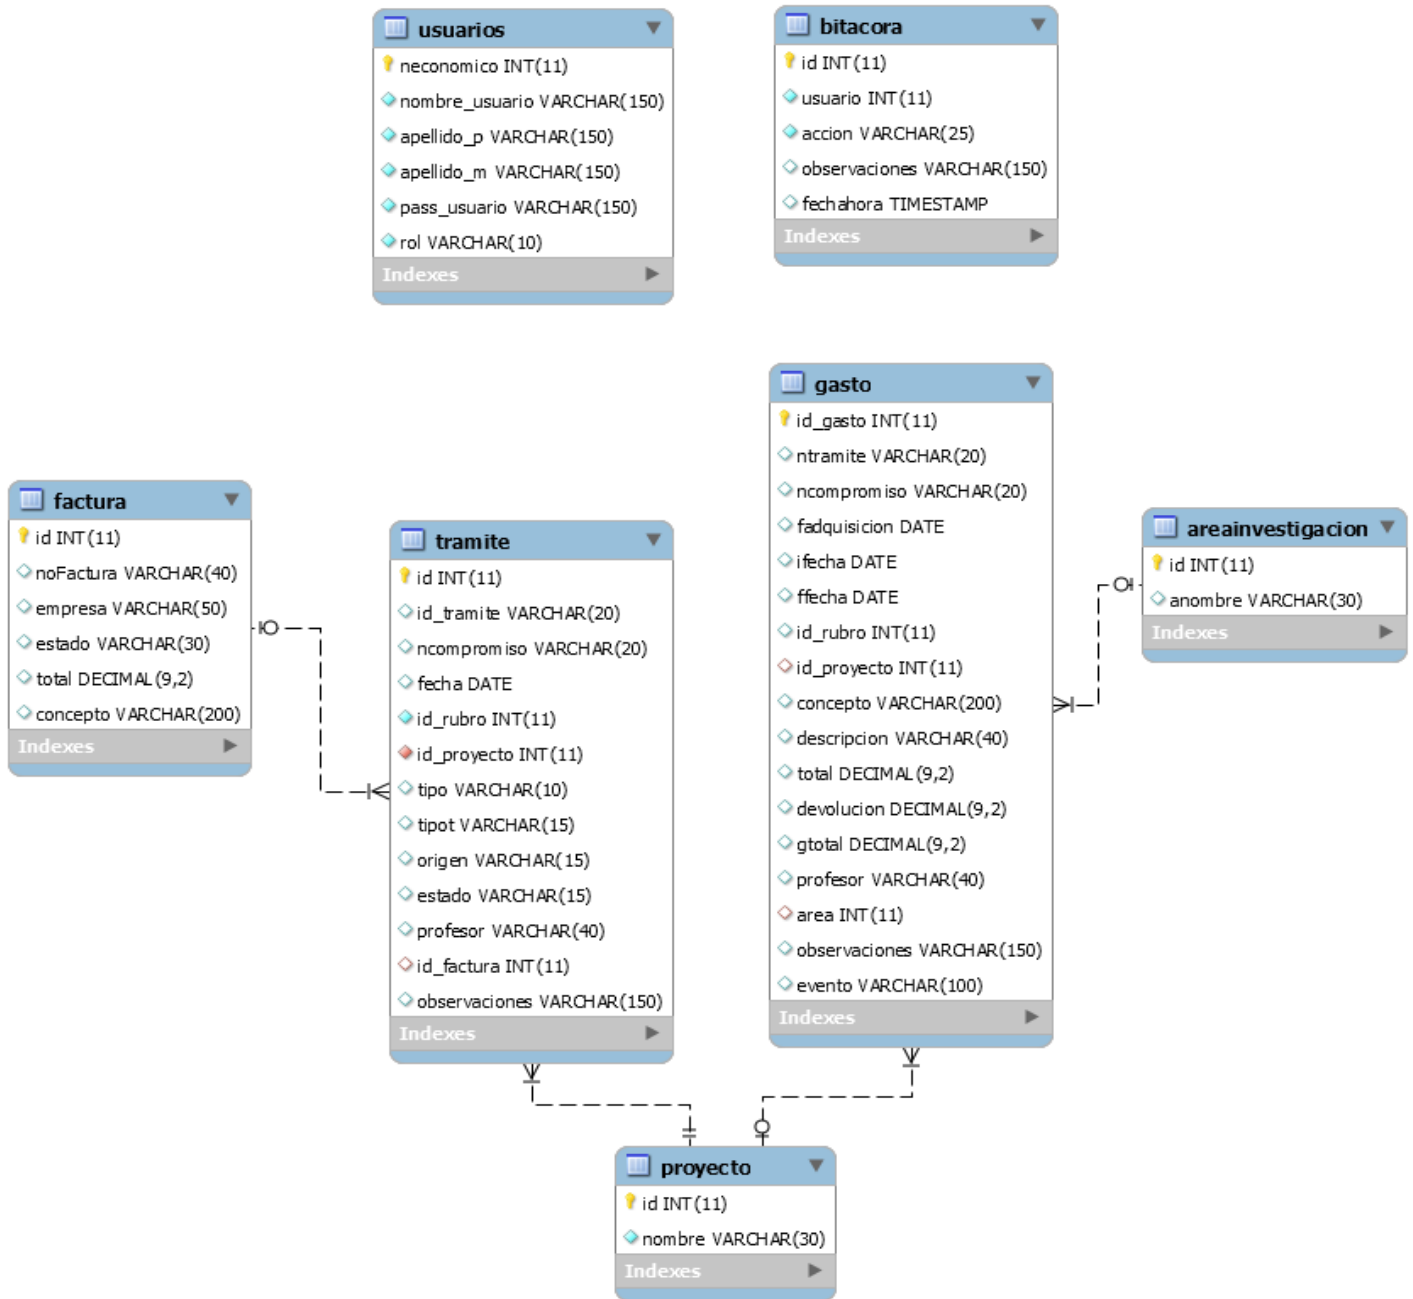 usuarios
neconomico INT(11)
nombre_usuario VARCHAR(150)
apellido_p VARCHAR(150)
apellido_m VARCHAR(150)
pass_usuario VARCHAR(150)
rol VARCHAR(10)
Indexes
bitacora
id INT(11)
usuario INT(11)
accion VARCHAR(25)
observaciones VARCHAR(150)
fechahora TIMESTAMP
Indexes
factura
id INT(11)
noFactura VARCHAR(40)
empresa VARCHAR(50)
estado VARCHAR(30)
total DECIMAL(9,2)
concepto VARCHAR(200)
Indexes
tramite
id INT(11)
id_tramite VARCHAR(20)
ncompromiso VARCHAR(20)
fecha DATE
id_rubro INT(11)
id_proyecto INT(11)
tipo VARCHAR(10)
tipot VARCHAR(15)
origen VARCHAR(15)
estado VARCHAR(15)
profesor VARCHAR(40)
id_factura INT(11)
observaciones VARCHAR(150)
Indexes
gasto
id_gasto INT(11)
ntramite VARCHAR(20)
ncompromiso VARCHAR(20)
fadquisicion DATE
ifecha DATE
ffecha DATE
id_rubro INT(11)
id_proyecto INT(11)
concepto VARCHAR(200)
descripcion VARCHAR(40)
total DECIMAL(9,2)
devolucion DECIMAL(9,2)
gtotal DECIMAL(9,2)
profesor VARCHAR(40)
area INT(11)
observaciones VARCHAR(150)
evento VARCHAR(100)
Indexes
areainvestigacion
id INT(11)
anombre VARCHAR(30)
Indexes
proyecto
id INT(11)
nombre VARCHAR(30)
Indexes